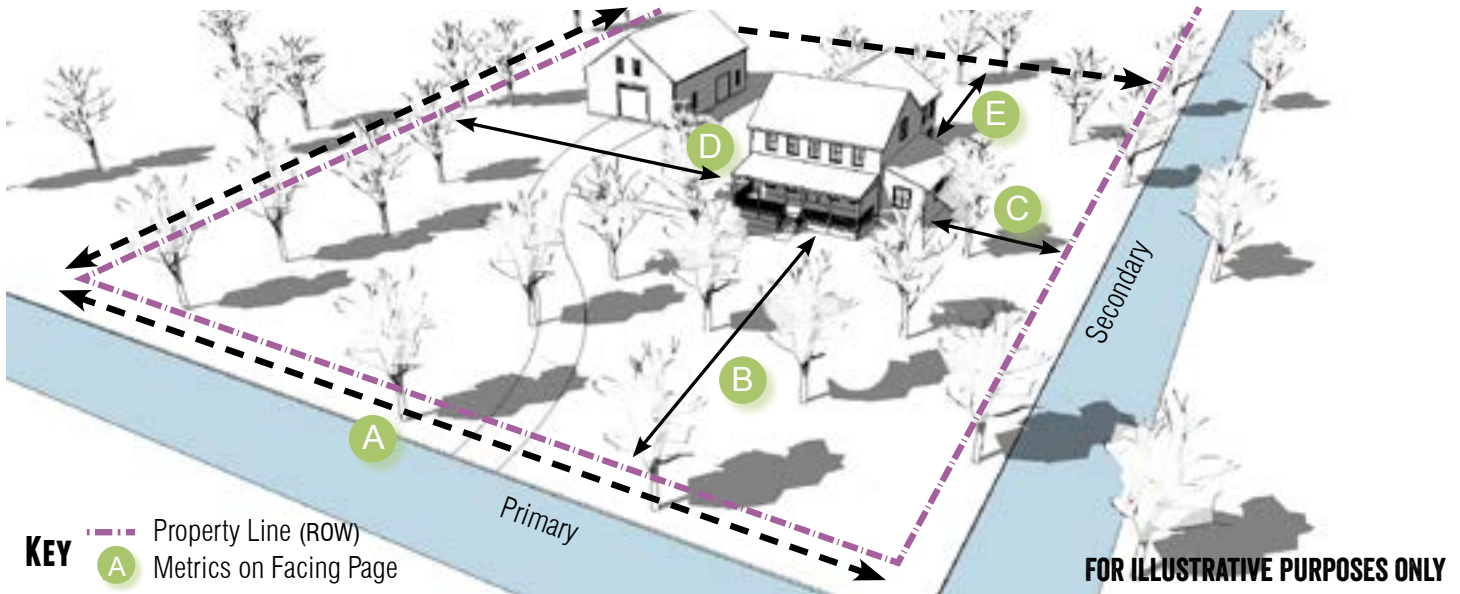 E
D
C
Secondary
B
A
Primary
KEY
Property Line (ROW)
A Metrics on Facing Page
FOR ILLUSTRATIVE PURPOSES ONLY